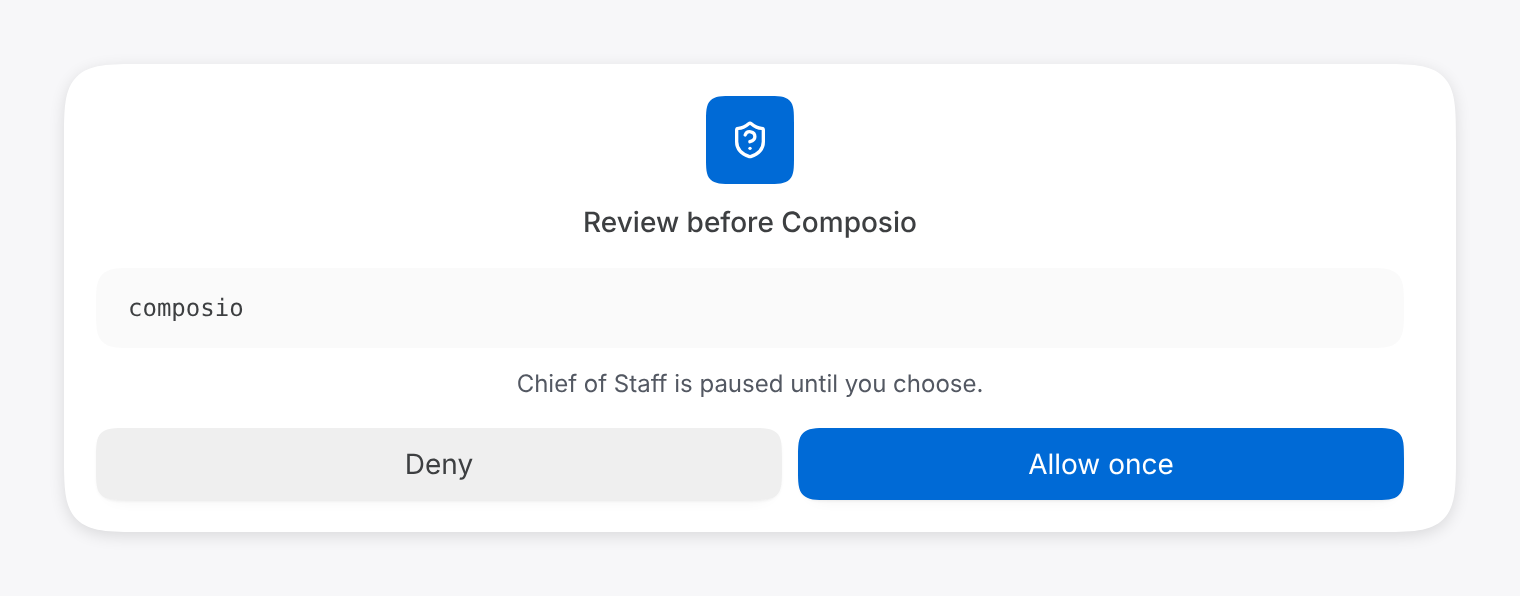 Review before Composio
composio
Chief of Staff is paused until you choose.
Deny
Allow once